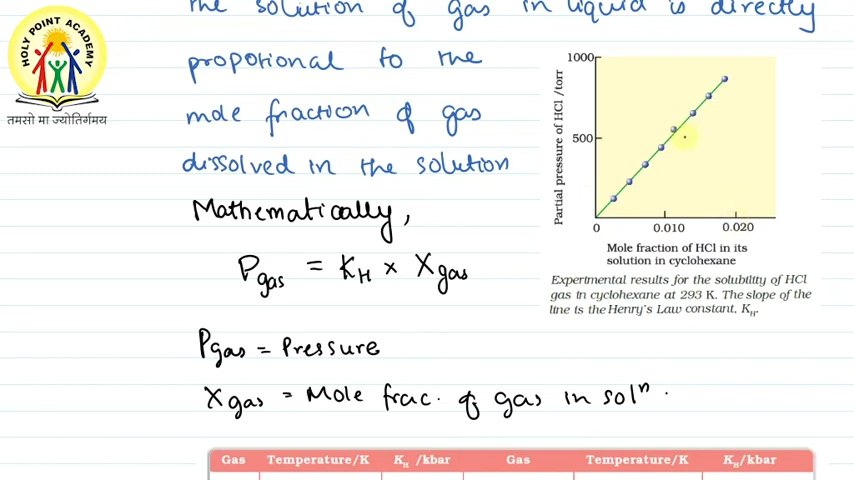 the solution of gas in liquid is directly
propotional to the
mole fraction of gas
dissolved in the solution
Mathematically,
Pgas = KH × Xgas
Pgas = Pressure
Xgas = Mole frac. of gas in solⁿ.
HOLY POINT ACADEMY
तमसो मा ज्योतिर्गमय
Partial pressure of HCl /torr
1000
500
0 0.010 0.020
Mole fraction of HCl in its
solution in cyclohexane
Experimental results for the solubility of HCl
gas in cyclohexane at 293 K. The slope of the
line is the Henry's Law constant, KH.
Gas Temperature/K KH/kbar Gas Temperature/K KH/kbar